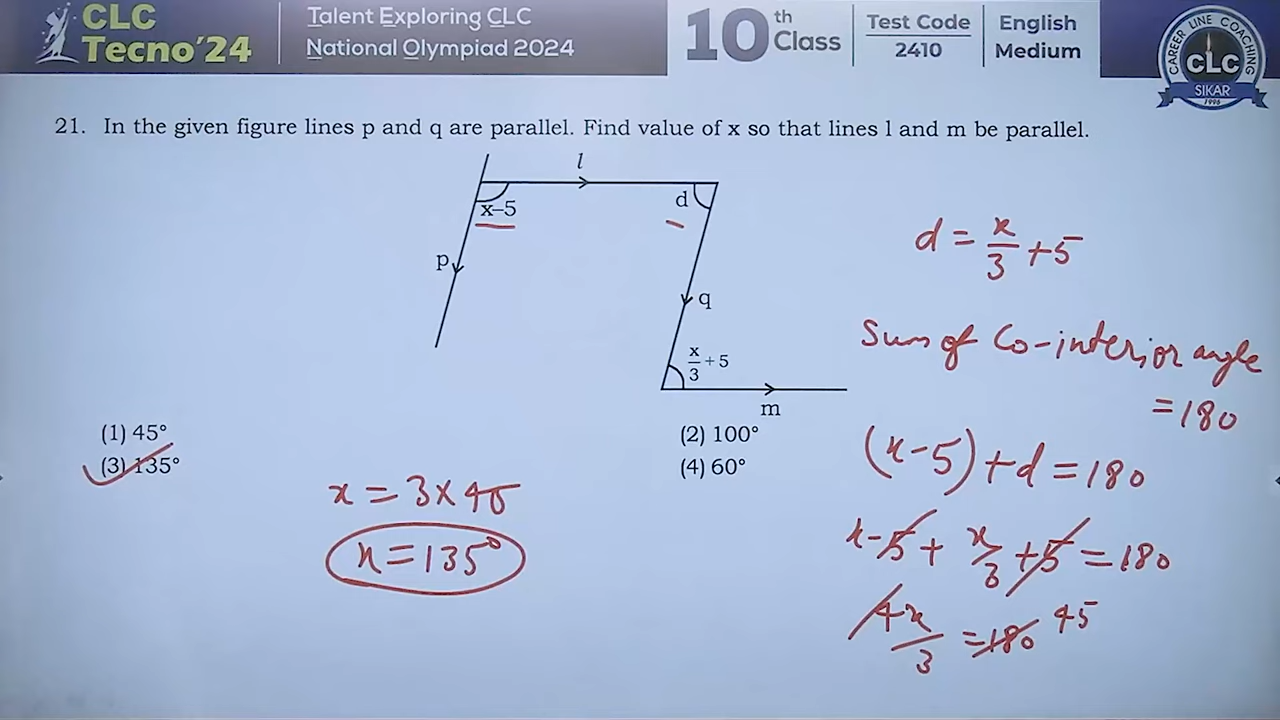 CLC
Tecno'24
Talent Exploring CLC
National Olympiad 2024
10th Class
Test Code
2410
English
Medium
CAREER LINE COACHING
CLC
SIKAR
1996
21. In the given figure lines p and q are parallel. Find value of x so that lines l and m be parallel.
l
x–5
d
p
q
x/3 + 5
m
(1) 45°
(2) 100°
(3) 135°
(4) 60°
d = x/3 + 5
Sum of Co-interior angle
= 180
(x-5) + d = 180
x - 5 + x/3 + 5 = 180
4x/3 = 180 45
x = 3 × 45
x = 135°